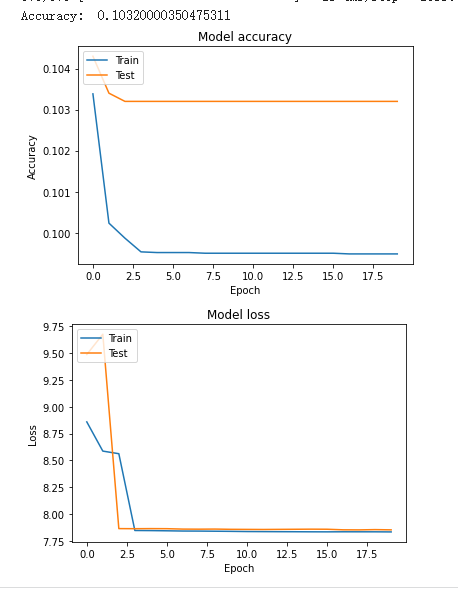 Accuracy:  0.10320000350475311
Model accuracy
Train
Test
0.104
0.103
0.102
0.101
0.100
Accuracy
0.0 2.5 5.0 7.5 10.0 12.5 15.0 17.5
Epoch
Model loss
Train
Test
9.75
9.50
9.25
9.00
8.75
8.50
8.25
8.00
7.75
Loss
0.0 2.5 5.0 7.5 10.0 12.5 15.0 17.5
Epoch